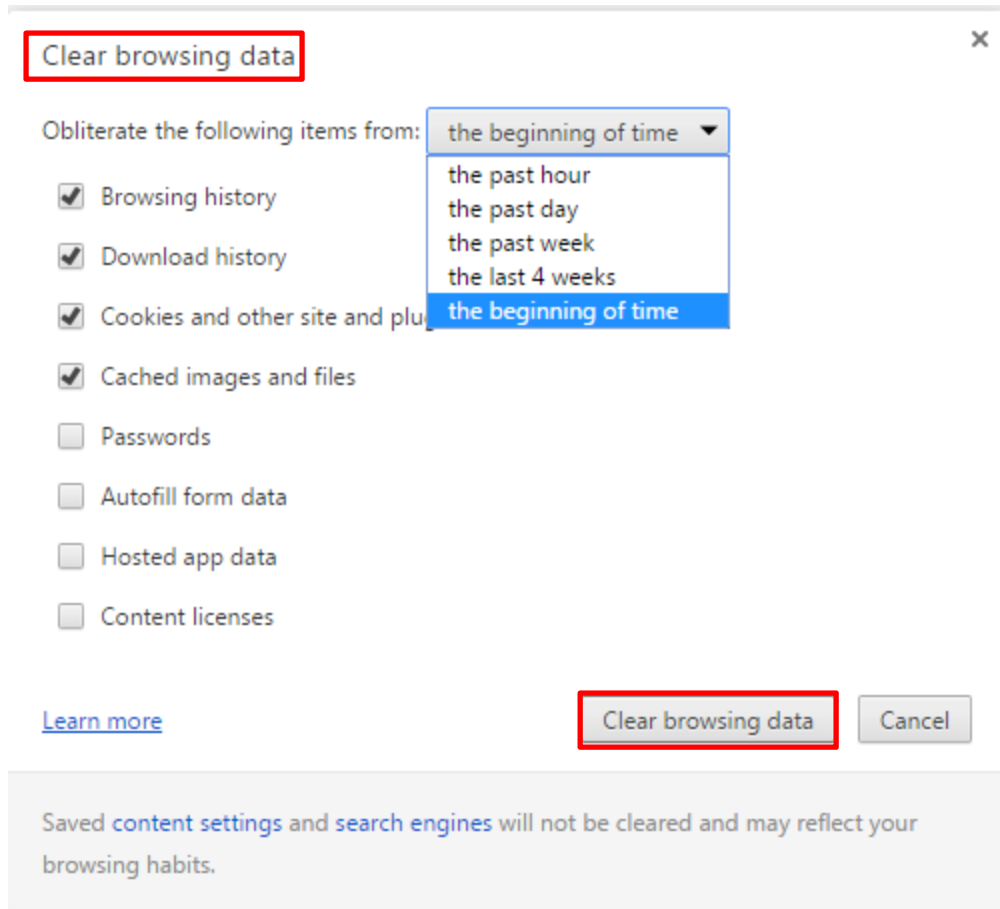 Clear browsing data
×
Obliterate the following items from: the beginning of time
the past hour
the past day
the past week
the last 4 weeks
the beginning of time
Browsing history
Download history
Cookies and other site and
Cached images and files
Passwords
Autofill form data
Hosted app data
Content licenses
Learn more
Clear browsing data
Cancel
Saved content settings and search engines will not be cleared and may reflect your
browsing habits.